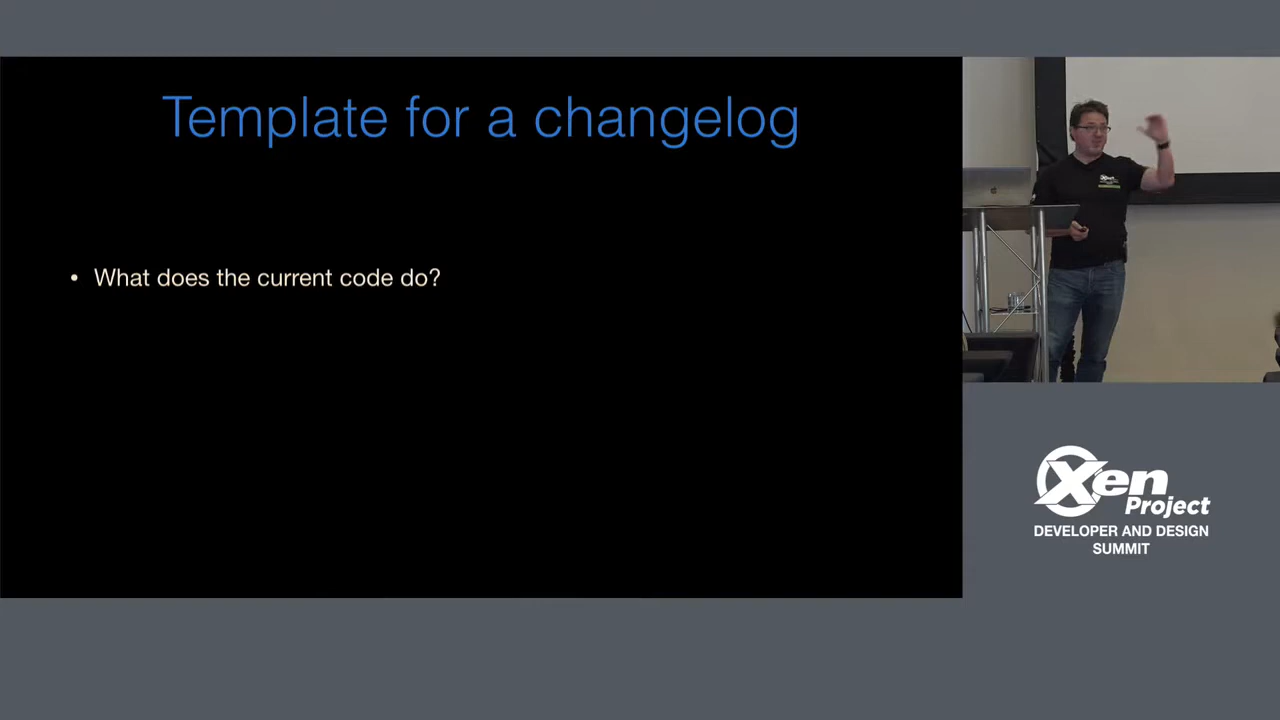 Template for a changelog
• What does the current code do?
Xen
Project
DEVELOPER AND DESIGN
SUMMIT